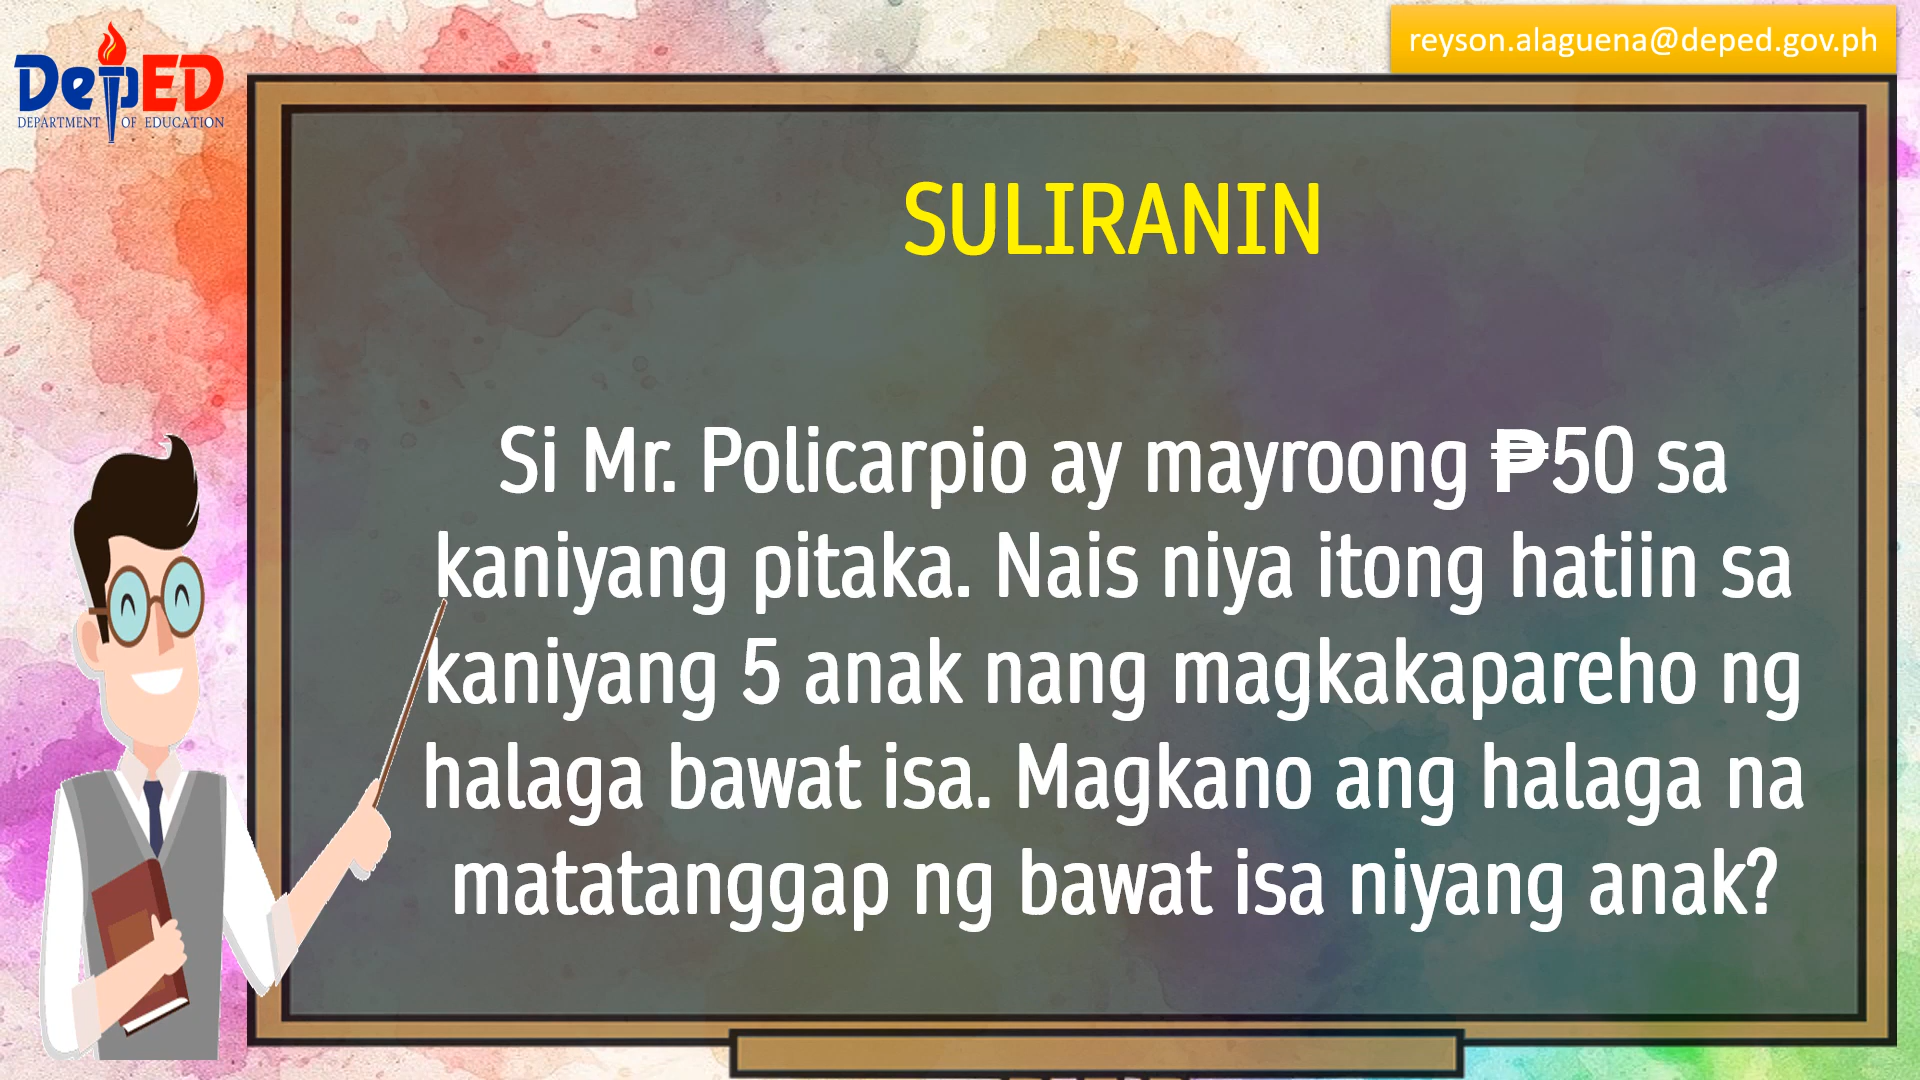 DepED
DEPARTMENT OF EDUCATION
reyson.alaguena@deped.gov.ph
SULIRANIN
Si Mr. Policarpio ay mayroong ₱50 sa
kaniyang pitaka. Nais niya itong hatiin sa
kaniyang 5 anak nang magkakapareho ng
halaga bawat isa. Magkano ang halaga na
matatanggap ng bawat isa niyang anak?